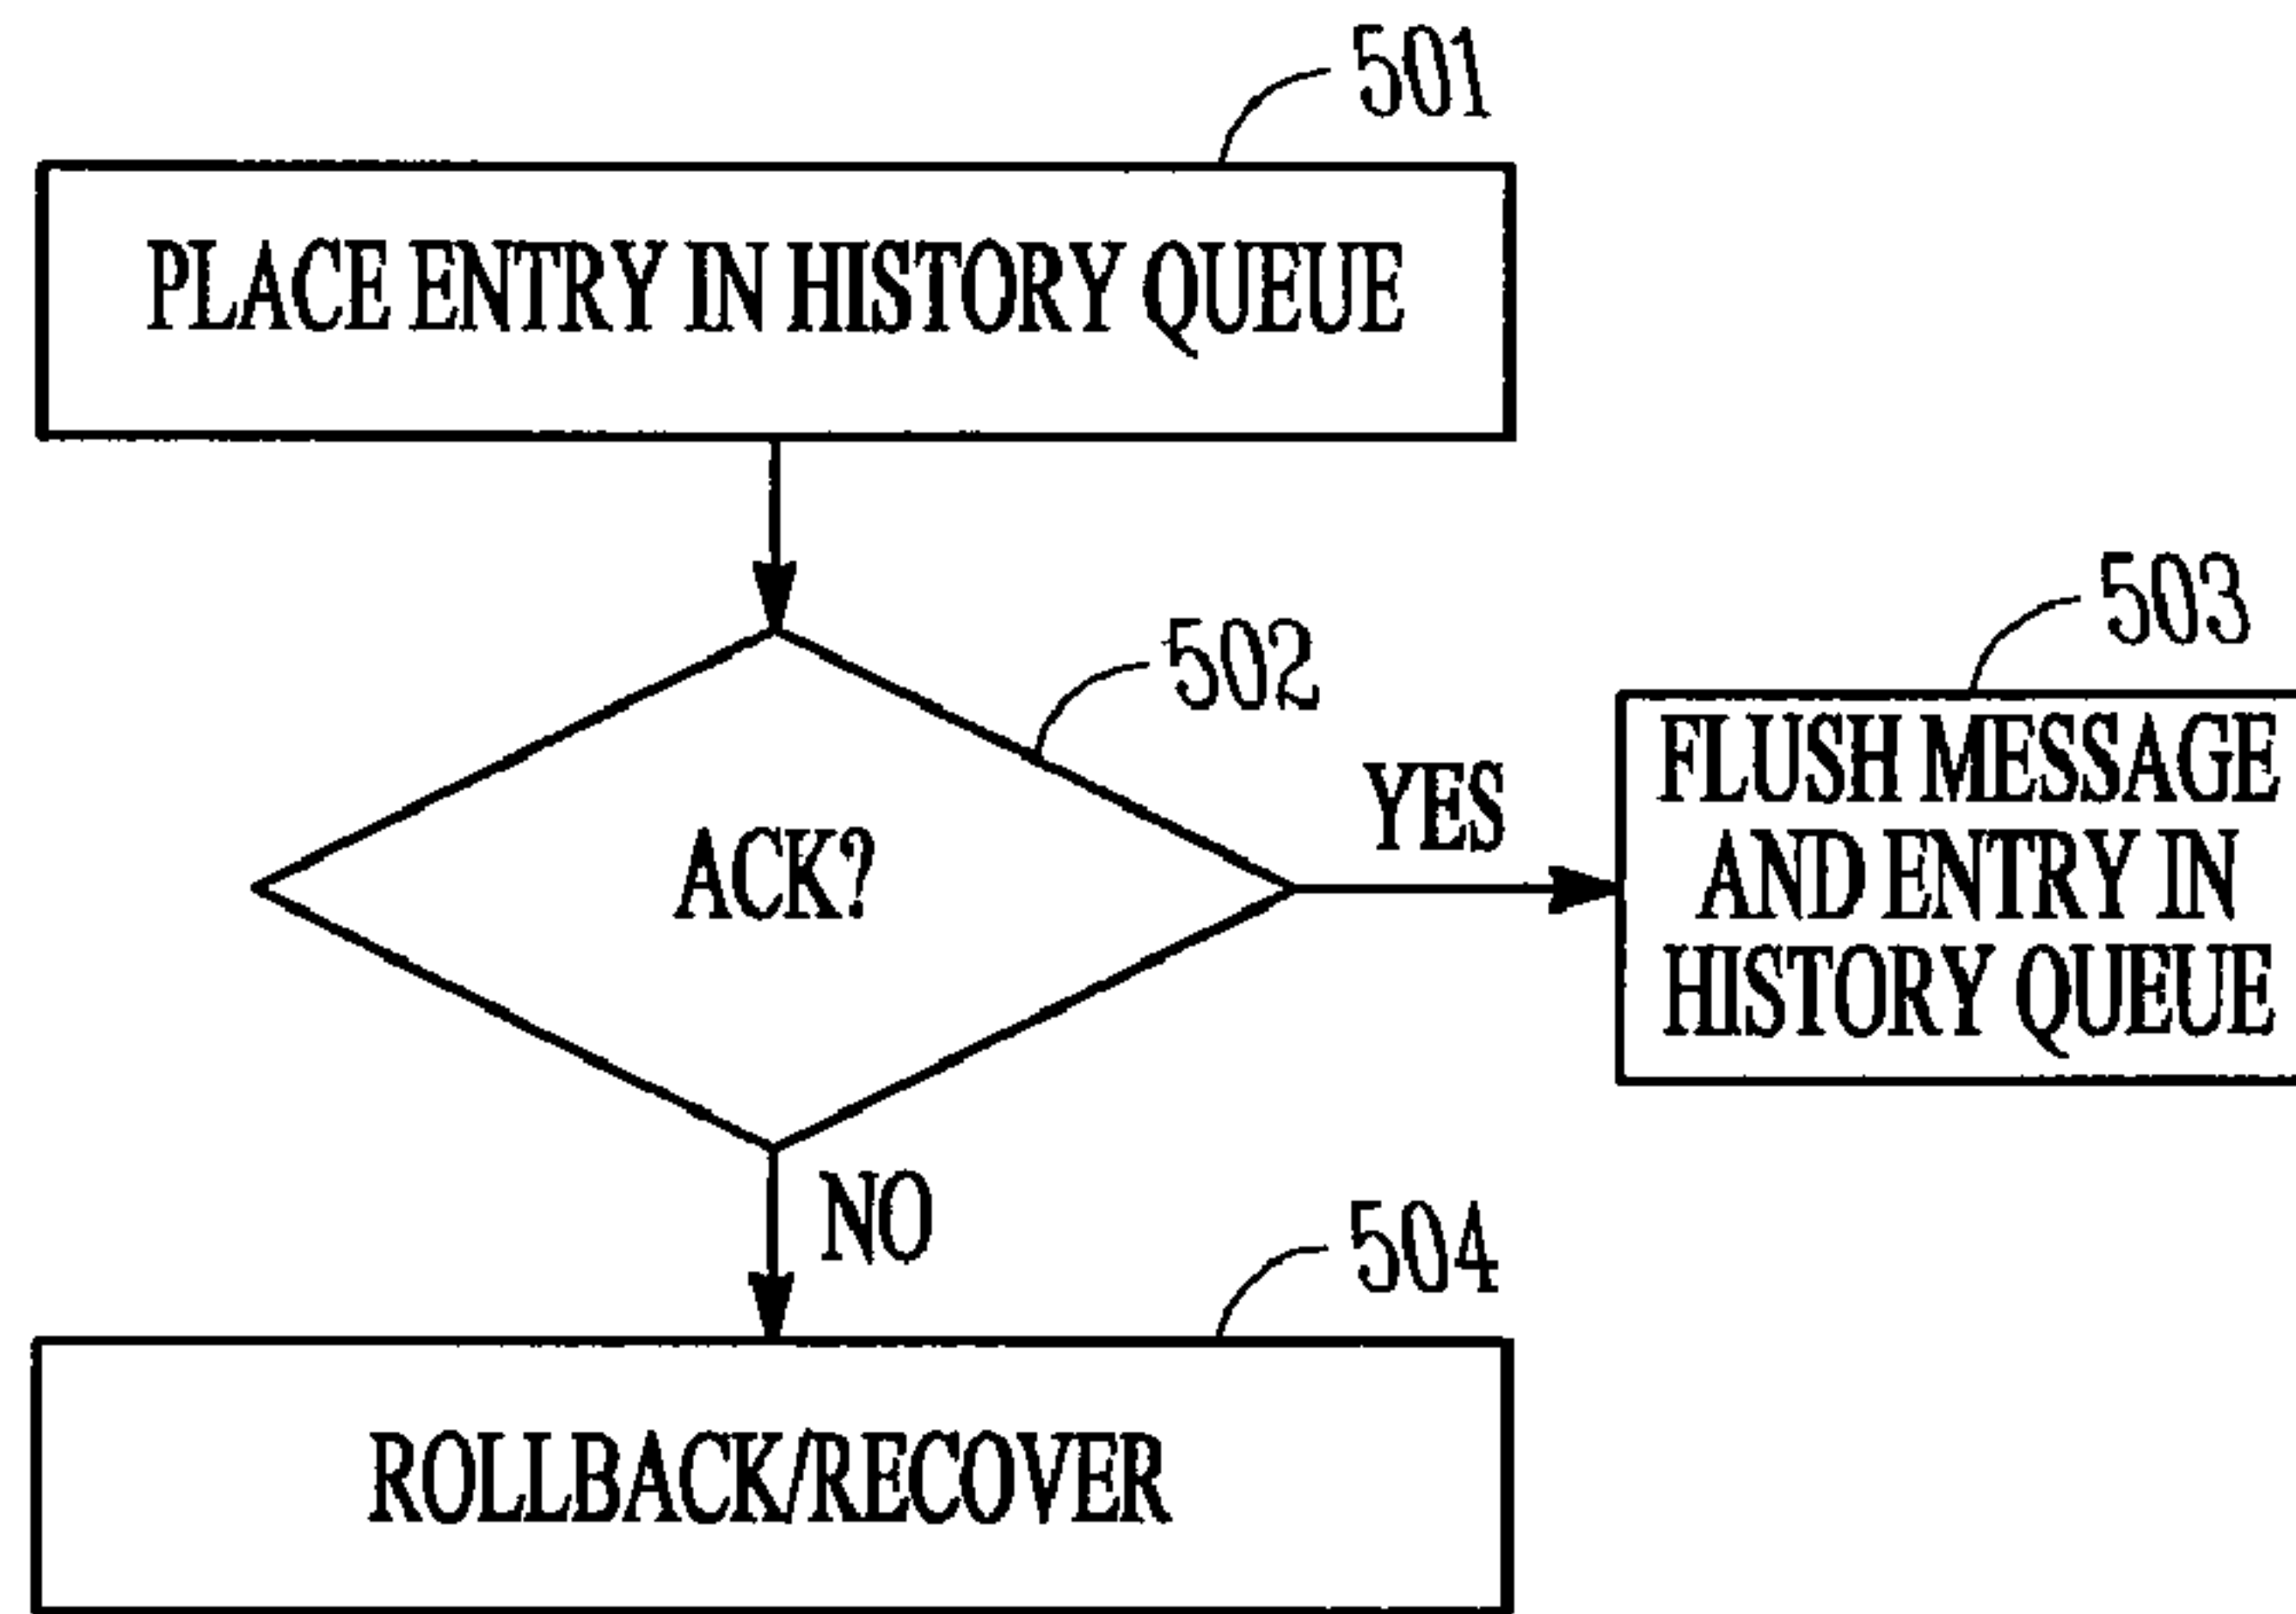 501
PLACE ENTRY IN HISTORY QUEUE
502
ACK?
YES
503
FLUSH MESSAGE
AND ENTRY IN
HISTORY QUEUE
NO
504
ROLLBACK/RECOVER